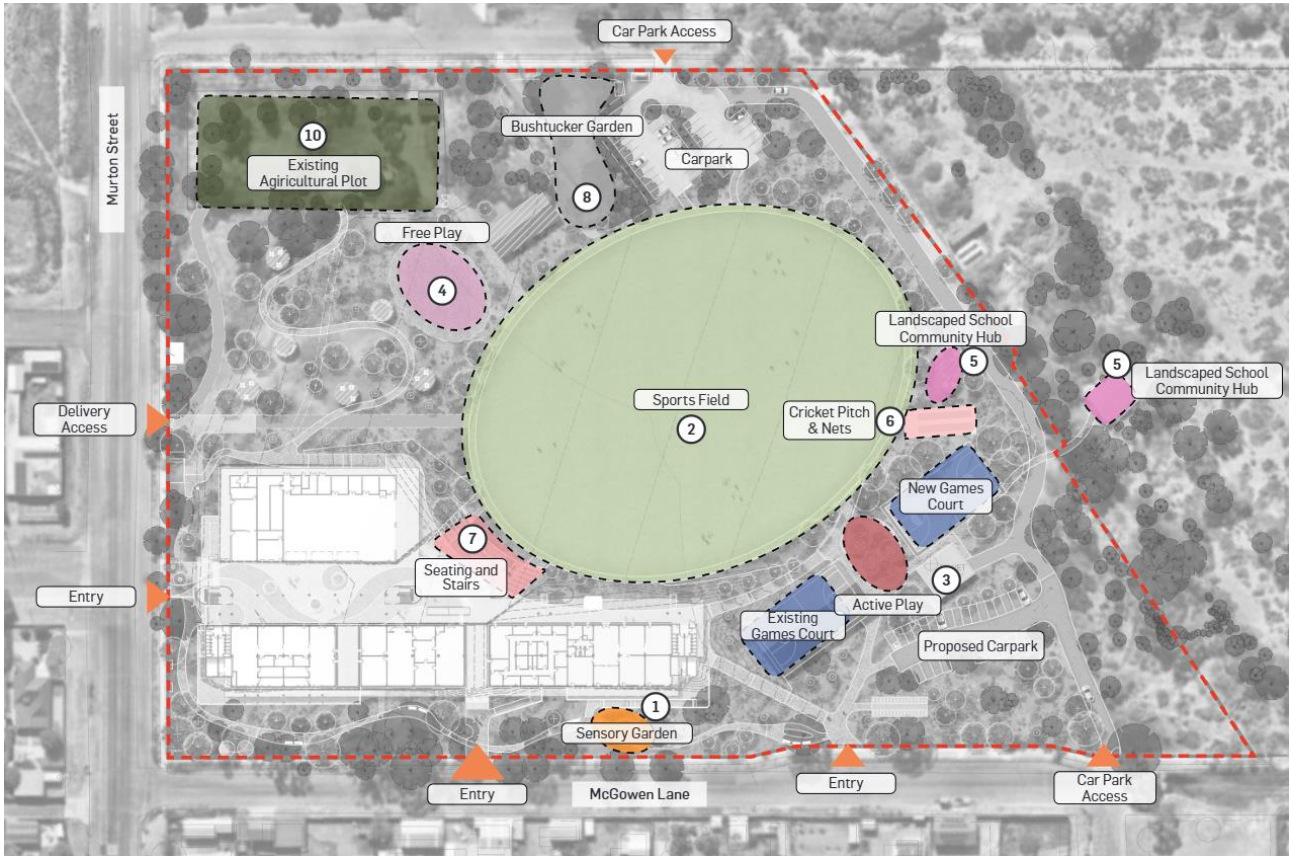 Car Park Access
Murton Street
10
Existing
Agiricultural Plot
Bushtucker Garden
Carpark
8
Free Play
4
Landscaped School
Community Hub
5
5
Landscaped School
Community Hub
Sports Field
2
Cricket Pitch
& Nets
6
Delivery
Access
New Games
Court
7
Seating and
Stairs
Entry
3
Active Play
Existing
Games Court
Proposed Carpark
1
Sensory Garden
Entry
McGowen Lane
Entry
Car Park
Access